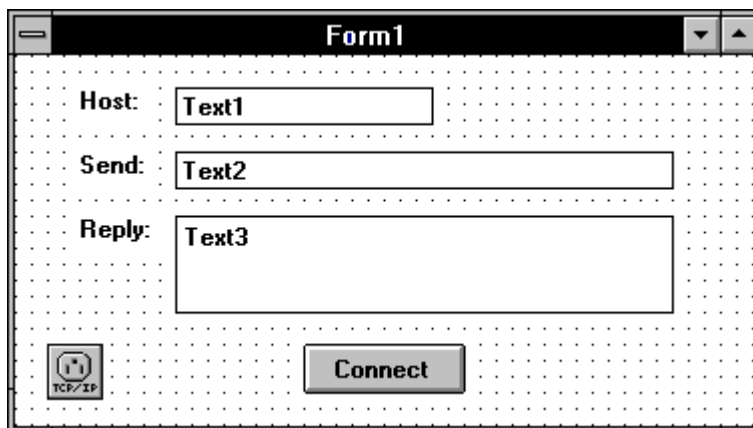 Form1
Host: Text1
Send: Text2
Reply: Text3
TCP/IP
Connect